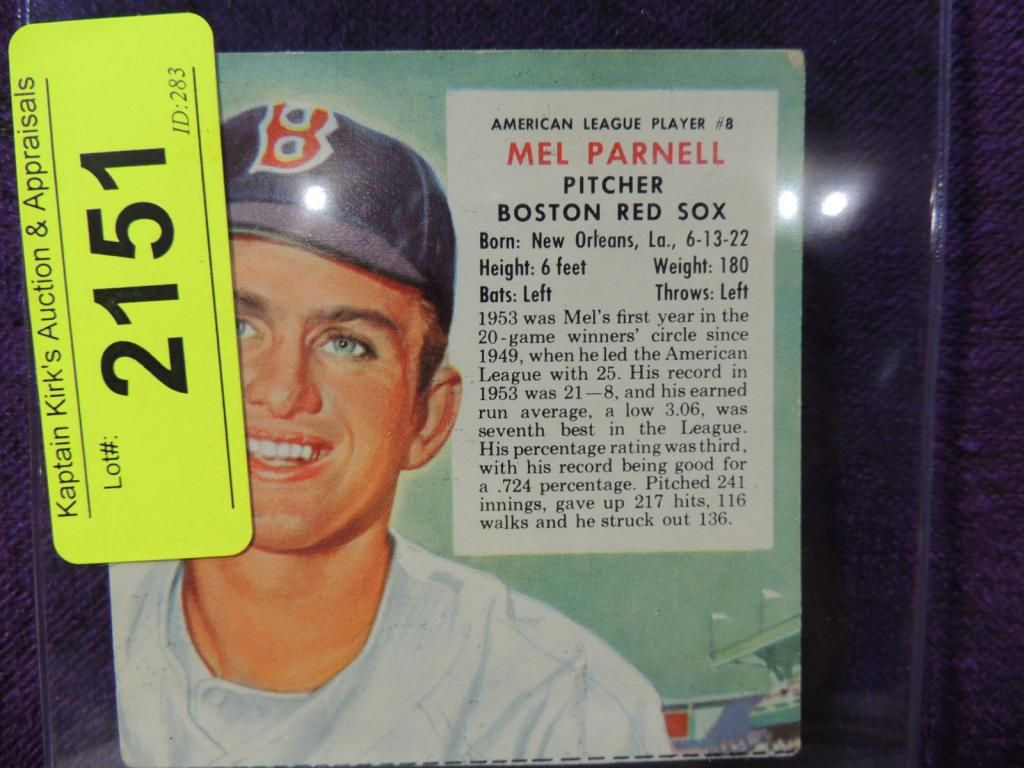 Kaptain Kirk's Auction & Appraisals
Lot#:
2151
ID:283
B
AMERICAN LEAGUE PLAYER #8
MEL PARNELL
PITCHER
BOSTON RED SOX
Born: New Orleans, La., 6-13-22
Height: 6 feet Weight: 180
Bats: Left Throws: Left
1953 was Mel's first year in the
20-game winners' circle since
1949, when he led the American
League with 25. His record in
1953 was 21—8, and his earned
run average, a low 3.06, was
seventh best in the League.
His percentage rating was third,
with his record being good for
a .724 percentage. Pitched 241
innings, gave up 217 hits, 116
walks and he struck out 136.